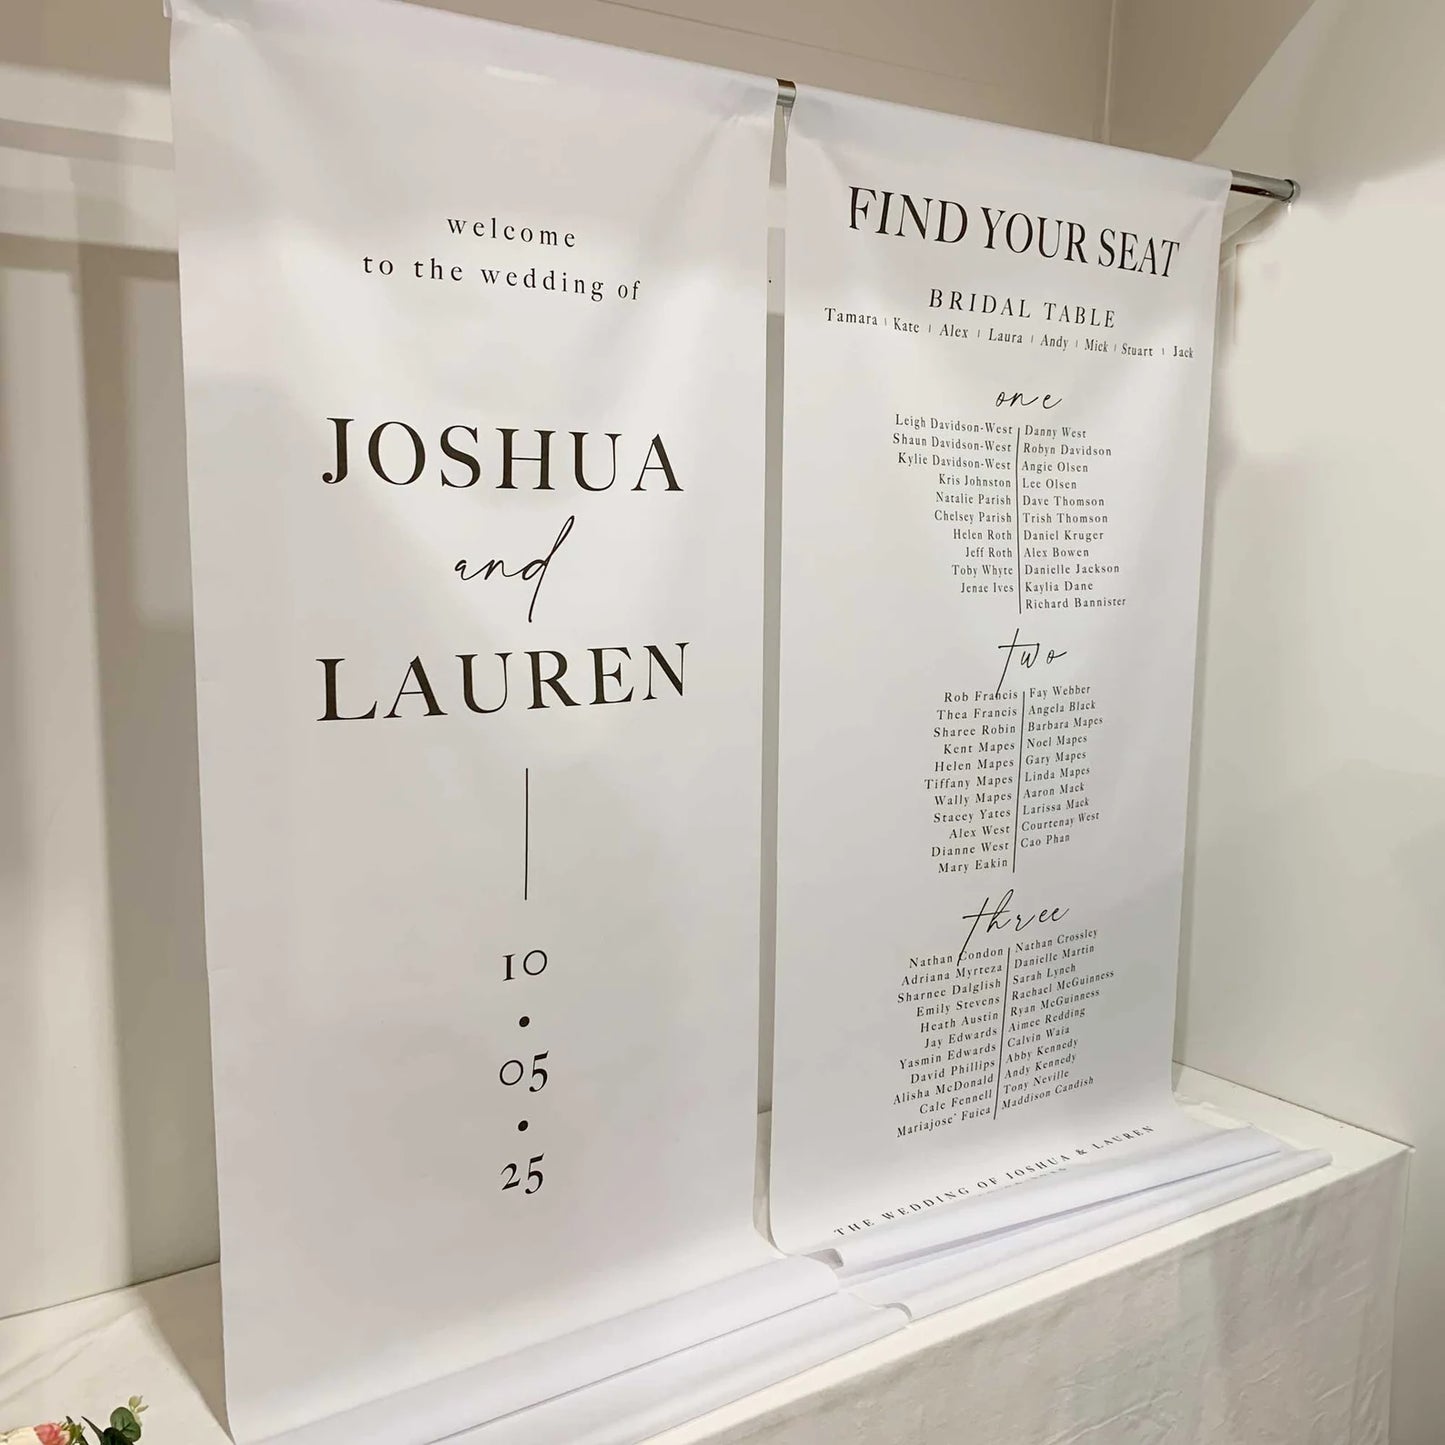 welcome
to the wedding of
JOSHUA
and
LAUREN
10
•
05
•
25
FIND YOUR SEAT
BRIDAL TABLE
Tamara | Kate | Alex | Laura | Andy | Mick | Stuart | Jack
one
Leigh Davidson-West
Shaun Davidson-West
Kylie Davidson-West
Kris Johnston
Natalie Parish
Chelsey Parish
Helen Roth
Jeff Roth
Toby Whyte
Jenae Ives
Danny West
Robyn Davidson
Angie Olsen
Lee Olsen
Dave Thomson
Trish Thomson
Daniel Kruger
Alex Bowen
Danielle Jackson
Kaylia Dane
Richard Bannister
two
Rob Francis
Thea Francis
Sharee Robin
Kent Mapes
Helen Mapes
Tiffany Mapes
Wally Mapes
Stacey Yates
Alex West
Dianne West
Mary Eakin
Fay Webber
Angela Black
Barbara Mapes
Noel Mapes
Gary Mapes
Linda Mapes
Aaron Mack
Larissa Mack
Courtenay West
Cao Phan
three
Nathan Condon
Adriana Myrteza
Sharnee Dalglish
Emily Stevens
Heath Austin
Jay Edwards
Yasmin Edwards
David Phillips
Alisha McDonald
Cale Fennell
Mariajose' Fuica
Nathan Crossley
Danielle Martin
Sarah Lynch
Rachael McGuinness
Ryan McGuinness
Aimee Redding
Calvin Waia
Abby Kennedy
Andy Kennedy
Tony Neville
Maddison Candish
THE WEDDING OF JOSHUA & LAUREN